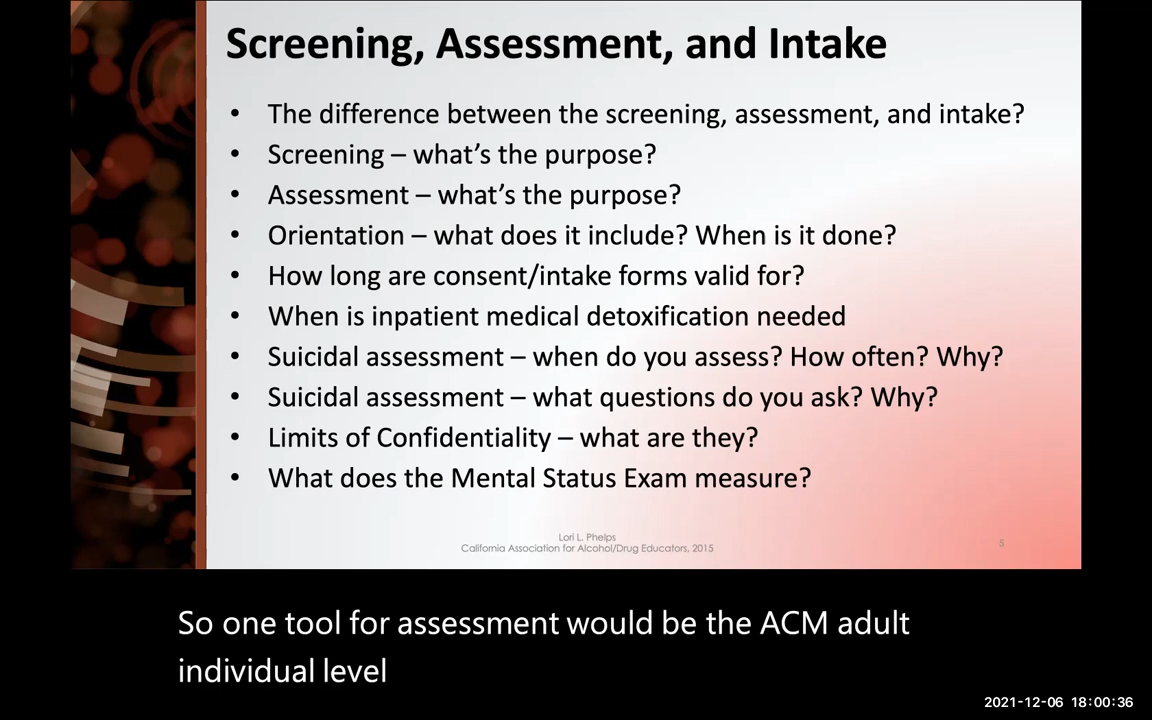 Screening, Assessment, and Intake
• The difference between the screening, assessment, and intake?
• Screening – what's the purpose?
• Assessment – what's the purpose?
• Orientation – what does it include? When is it done?
• How long are consent/intake forms valid for?
• When is inpatient medical detoxification needed
• Suicidal assessment – when do you assess? How often? Why?
• Suicidal assessment – what questions do you ask? Why?
• Limits of Confidentiality – what are they?
• What does the Mental Status Exam measure?
Lori L. Phelps
California Association for Alcohol/Drug Educators, 2015
5
So one tool for assessment would be the ACM adult
individual level
2021-12-06 18:00:36